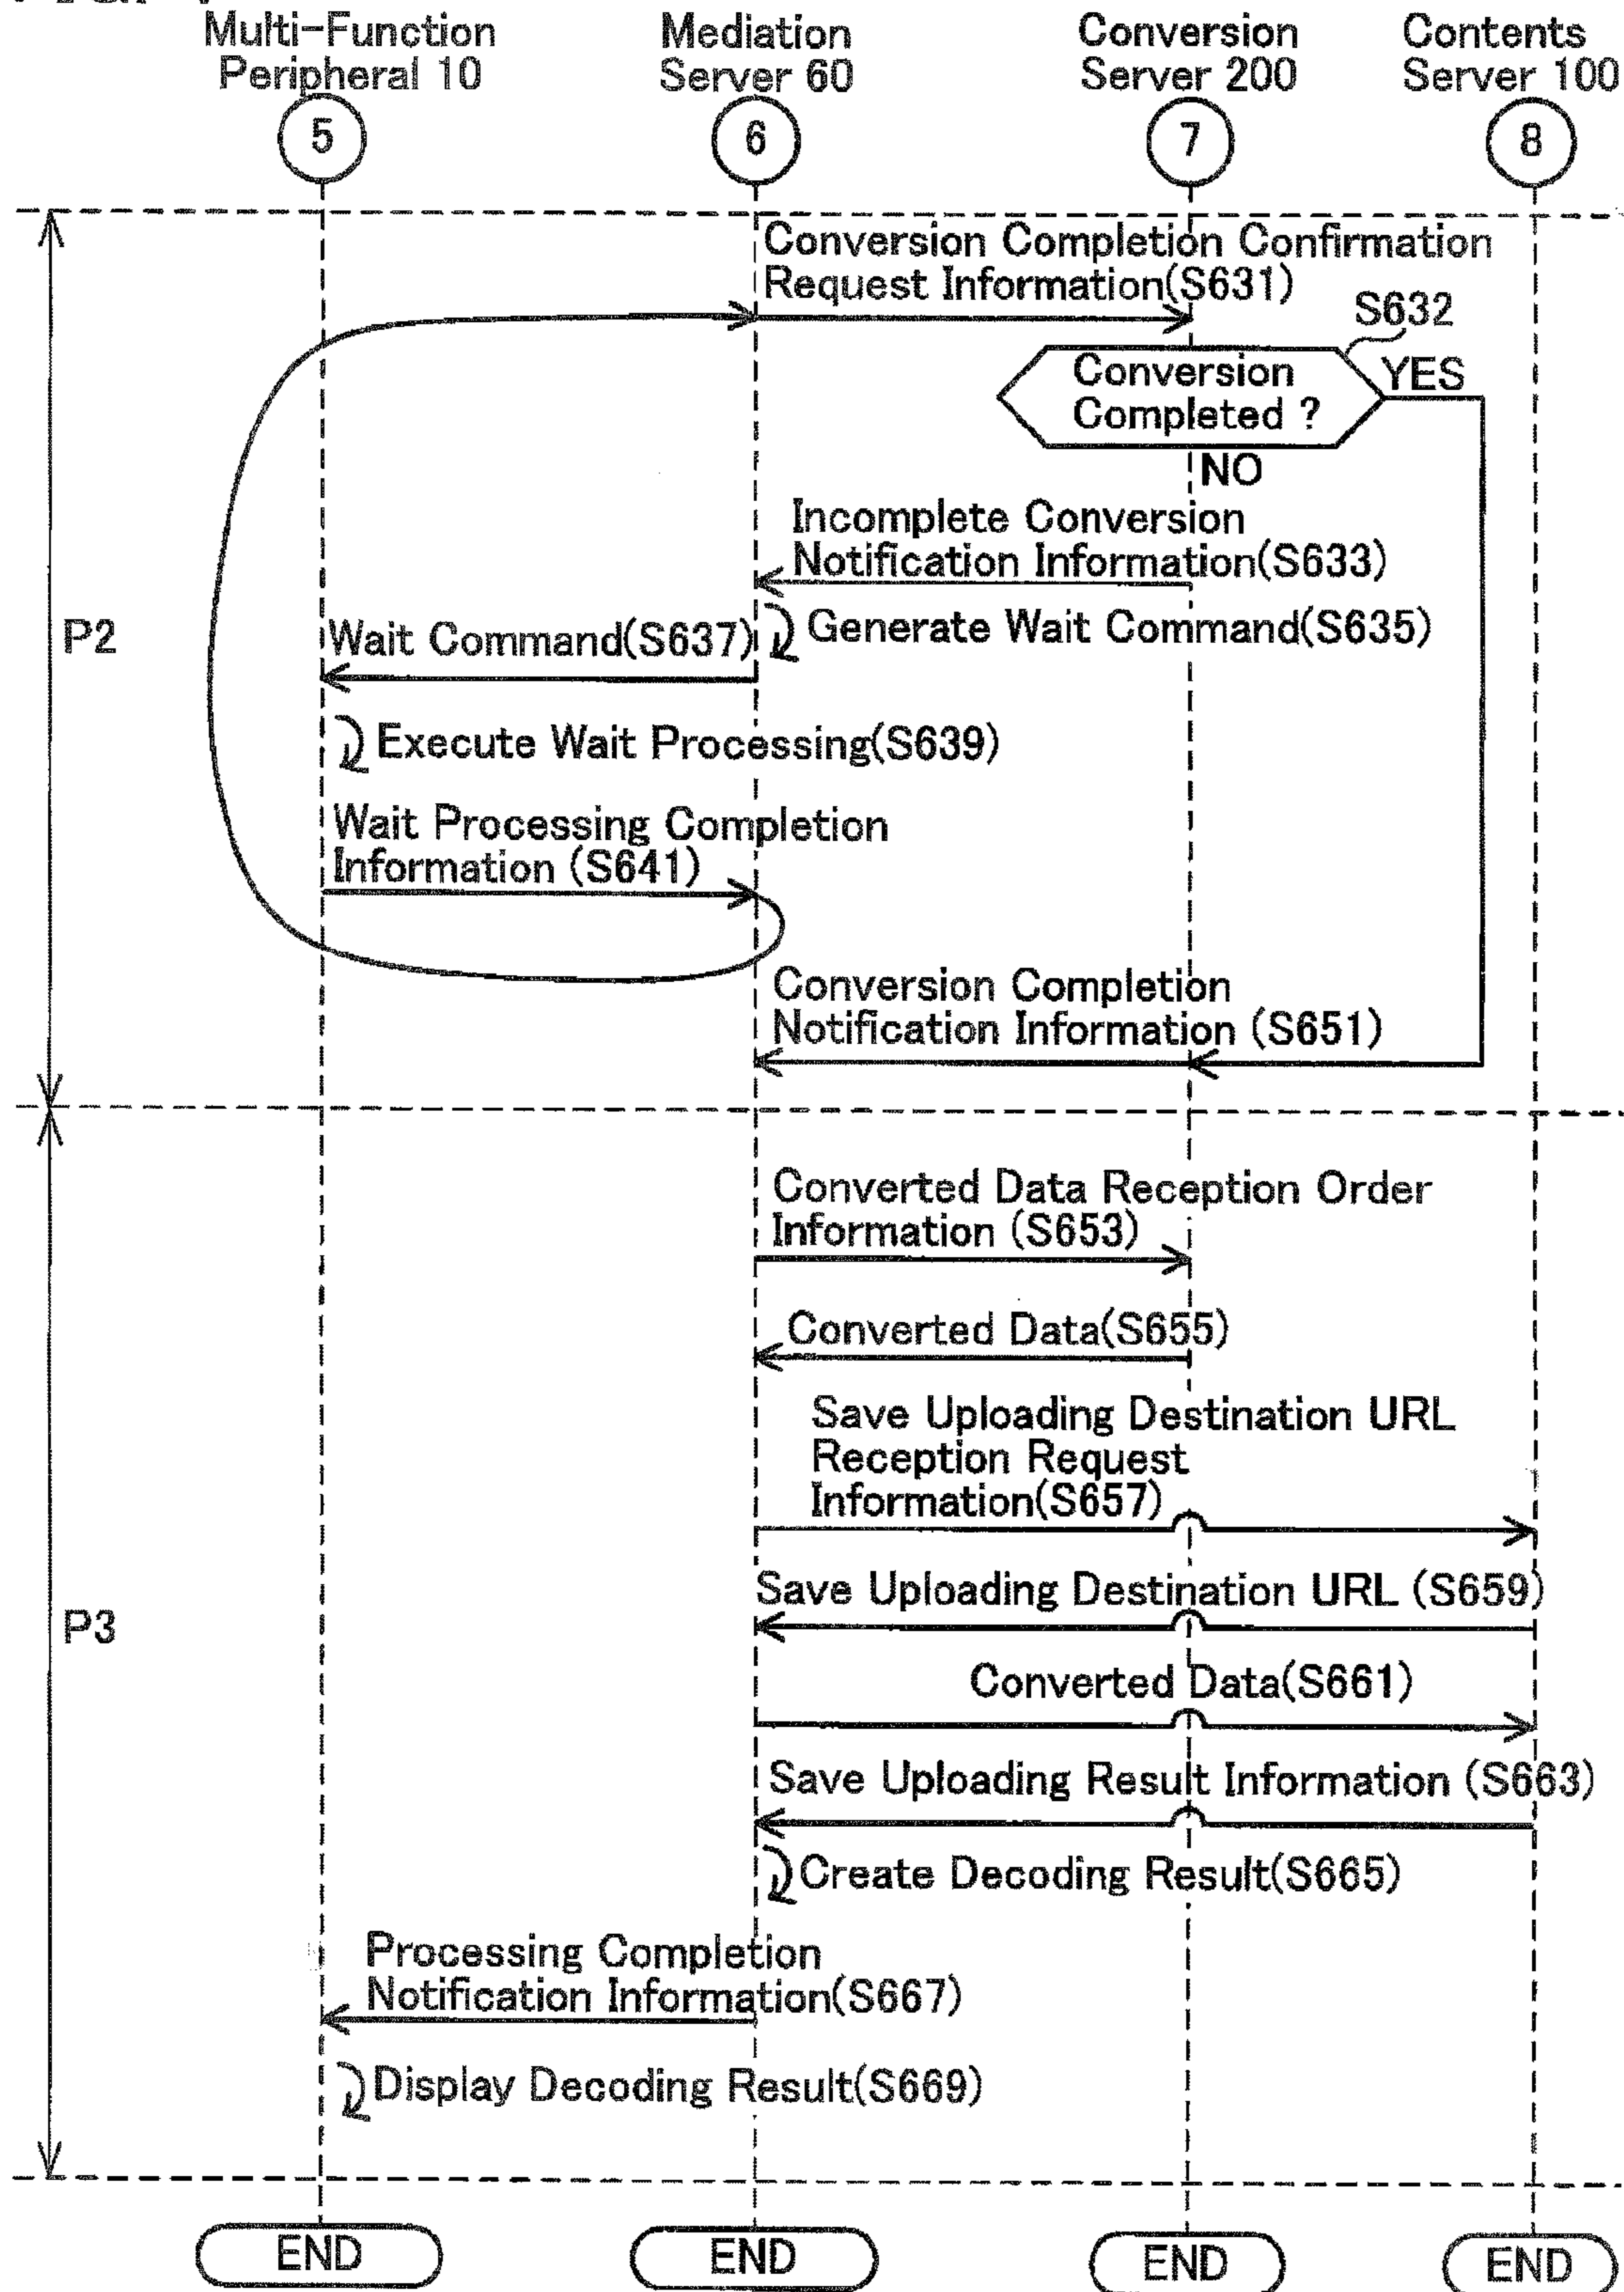 Multi-Function
Peripheral 10
Mediation
Server 60
Conversion
Server 200
Contents
Server 100
5
6
7
8
Conversion Completion Confirmation
Request Information(S631)
S632
Conversion
Completed ?
YES
NO
Incomplete Conversion
Notification Information(S633)
P2
Wait Command(S637)
Generate Wait Command(S635)
Execute Wait Processing(S639)
Wait Processing Completion
Information (S641)
Conversion Completion
Notification Information (S651)
Converted Data Reception Order
Information (S653)
Converted Data(S655)
Save Uploading Destination URL
Reception Request
Information(S657)
Save Uploading Destination URL (S659)
P3
Converted Data(S661)
Save Uploading Result Information (S663)
Create Decoding Result(S665)
Processing Completion
Notification Information(S667)
Display Decoding Result(S669)
END
END
END
END